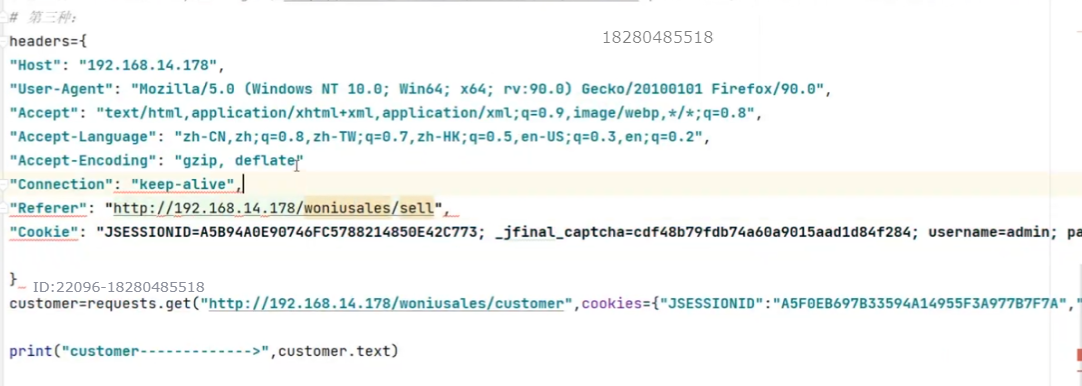 # 第三种:
18280485518
headers={
"Host": "192.168.14.178",
"User-Agent": "Mozilla/5.0 (Windows NT 10.0; Win64; x64; rv:90.0) Gecko/20100101 Firefox/90.0",
"Accept": "text/html,application/xhtml+xml,application/xml;q=0.9,image/webp,*/*;q=0.8",
"Accept-Language": "zh-CN,zh;q=0.8,zh-TW;q=0.7,zh-HK;q=0.5,en-US;q=0.3,en;q=0.2",
"Accept-Encoding": "gzip, deflate"
"Connection": "keep-alive",
"Referer": "http://192.168.14.178/woniusales/sell",
"Cookie": "JSESSIONID=A5B94A0E90746FC5788214850E42C773; _jfinal_captcha=cdf48b79fdb74a60a9015aad1d84f284; username=admin; pa
}
ID:22096-18280485518
customer=requests.get("http://192.168.14.178/woniusales/customer",cookies={"JSESSIONID":"A5F0EB697B33594A14955F3A977B7F7A","
print("customer------------->",customer.text)